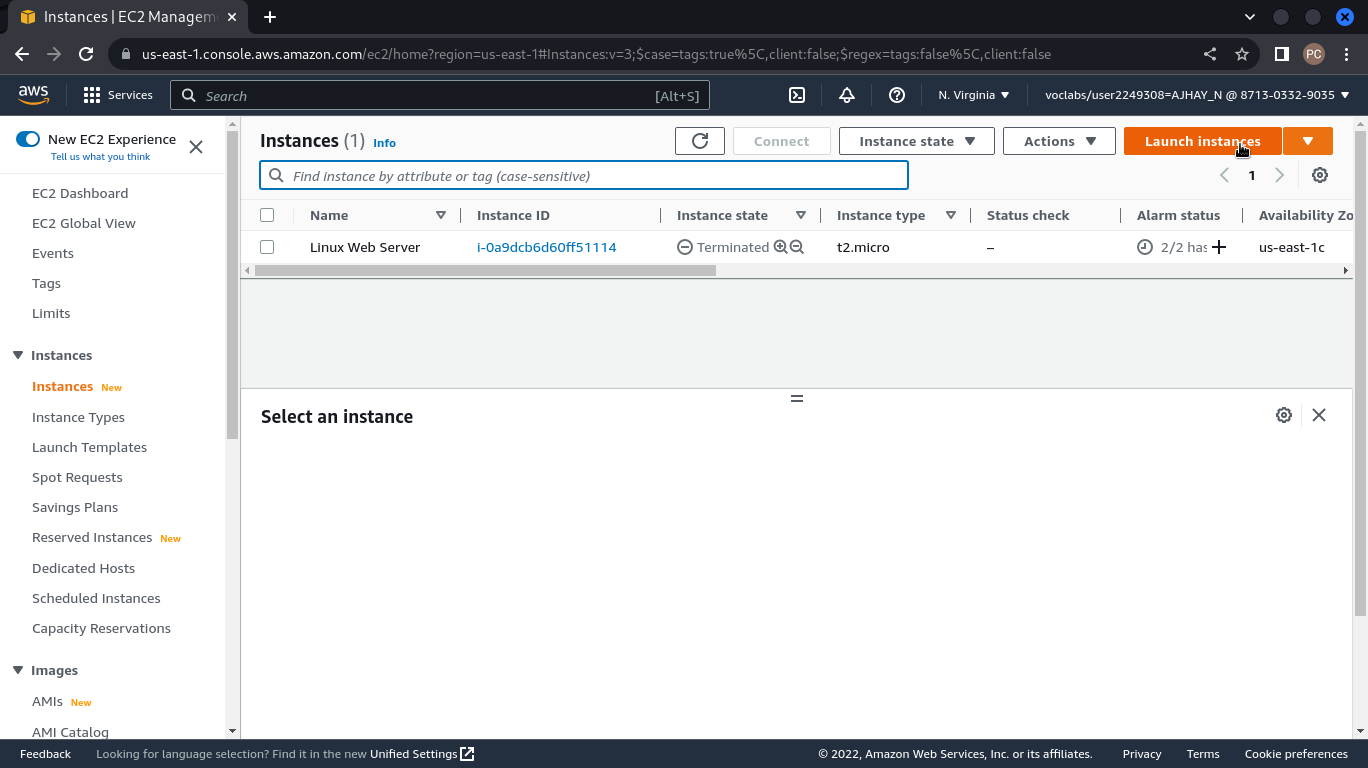 Instances | EC2 Managem
us-east-1.console.aws.amazon.com/ec2/home?region=us-east-1#Instances:v=3;$case=tags:true%5C,client:false;$regex=tags:false%5C,client:false
PC
aws
Services
Search
[Alt+S]
N. Virginia
voclabs/user2249308=AJHAY_N @ 8713-0332-9035
New EC2 Experience
Tell us what you think
EC2 Dashboard
EC2 Global View
Events
Tags
Limits
Instances
Instances New
Instance Types
Launch Templates
Spot Requests
Savings Plans
Reserved Instances New
Dedicated Hosts
Scheduled Instances
Capacity Reservations
Images
AMIs New
AMI Catalog
Instances (1) Info
Connect
Instance state
Actions
Launch instances
Find instance by attribute or tag (case-sensitive)
1
Name Instance ID Instance state Instance type Status check Alarm status Availability Zo
Linux Web Server i-0a9dcb6d60ff51114 Terminated t2.micro – 2/2 has us-east-1c
Select an instance
Feedback Looking for language selection? Find it in the new Unified Settings © 2022, Amazon Web Services, Inc. or its affiliates. Privacy Terms Cookie preferences